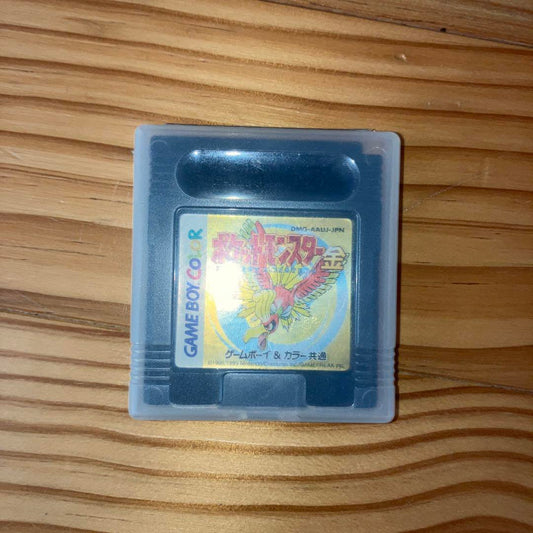 DMG-AAUJ-JPN
ポケットモンスター 金
GAME BOY COLOR
ゲームボーイ & カラー共通